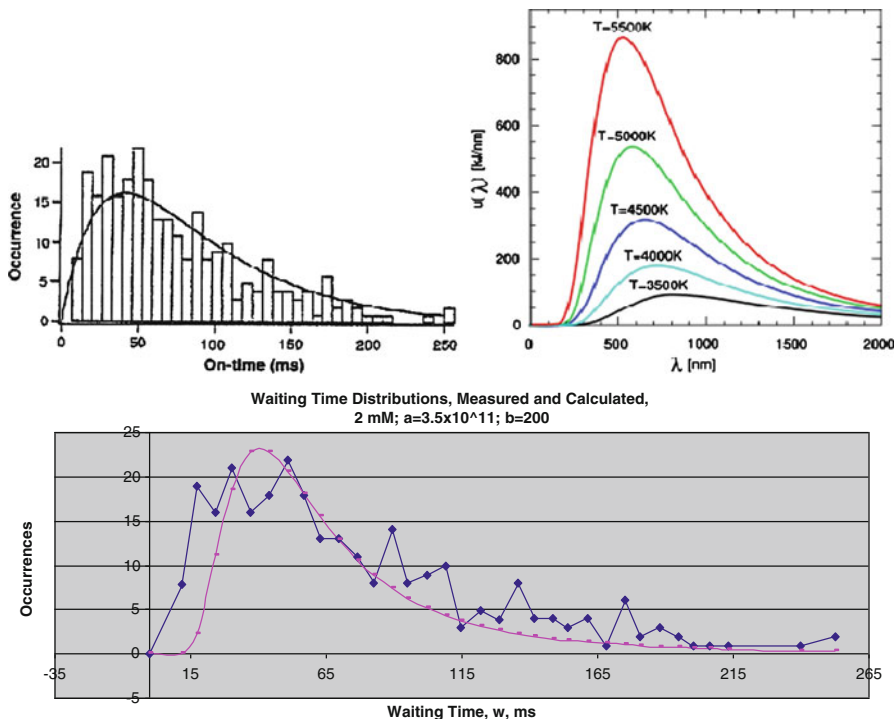 20
15
10
5
0
Occurrence
0 50 100 150 200 250
On-time (ms)
800
600
400
200
0
u(λ) [kJ/nm]
T=5500K
T=5000K
T=4500K
T=4000K
T=3500K
0 500 1000 1500 2000
λ [nm]
Waiting Time Distributions, Measured and Calculated,
2 mM; a=3.5x10^11; b=200
25
20
15
10
5
0
-5
Occurrences
-35 15 65 115 165 215 265
Waiting Time, w, ms